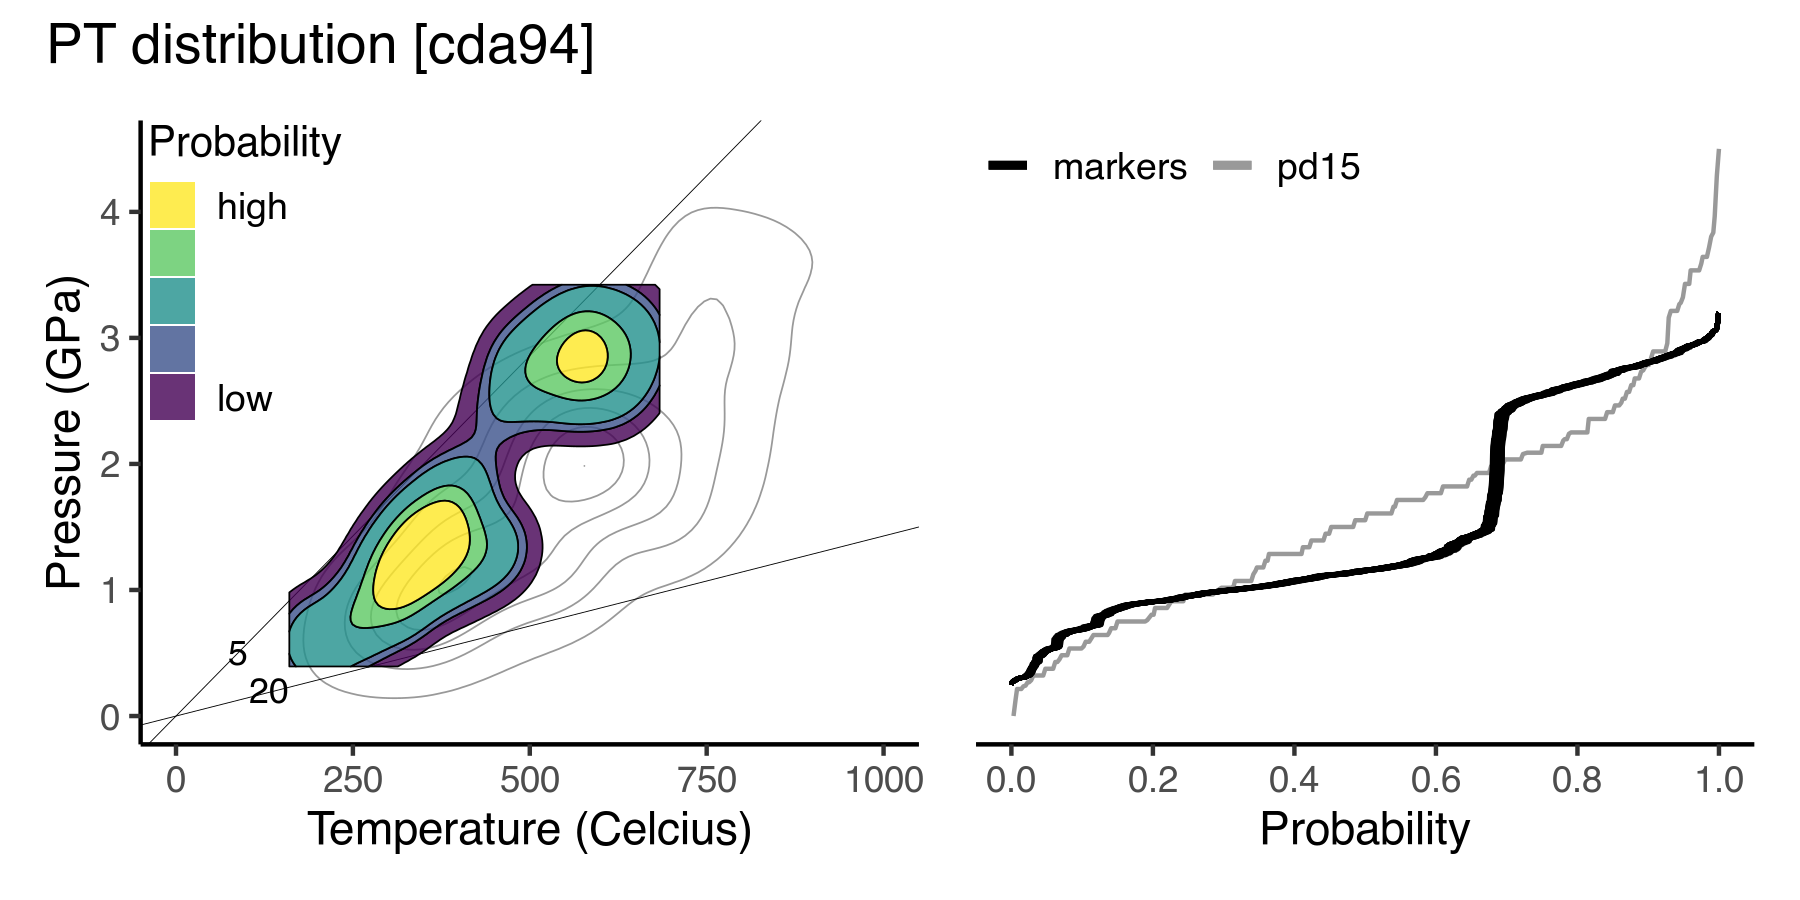 PT distribution [cda94]
Probability
high
low
4
3
2
1
0
Pressure (GPa)
5
20
0 250 500 750 1000
Temperature (Celcius)
markers pd15
0.0 0.2 0.4 0.6 0.8 1.0
Probability